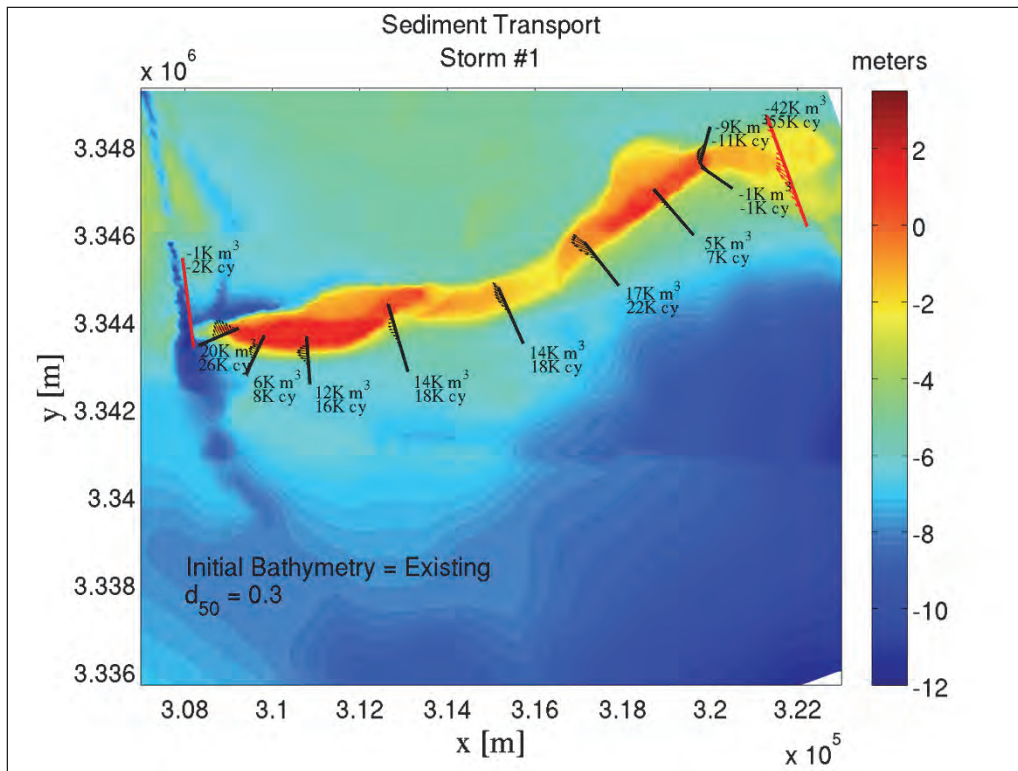 Sediment Transport
Storm #1
x 10^6
meters
3.348
3.346
3.344
3.342
3.34
3.338
3.336
y [m]
-42K m^3
-55K cy
-9K m^3
-11K cy
-1K m^3
-1K cy
5K m^3
7K cy
17K m^3
22K cy
14K m^3
18K cy
14K m^3
18K cy
12K m^3
16K cy
6K m^3
8K cy
20K m^3
26K cy
-1K m^3
-2K cy
Initial Bathymetry = Existing
d_50 = 0.3
2
0
-2
-4
-6
-8
-10
-12
3.08
3.1
3.12
3.14
3.16
3.18
3.2
3.22
x [m]
x 10^5